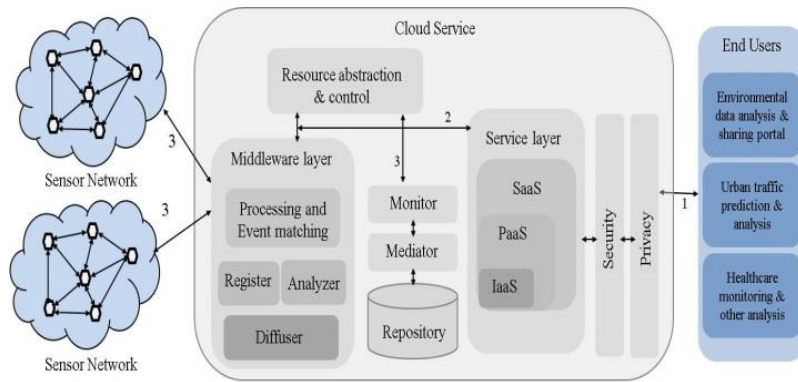 Cloud Service
Resource abstraction
& control
3
Sensor Network
3
Sensor Network
Middleware layer
Processing and
Event matching
Register
Analyzer
Diffuser
2
3
Monitor
Mediator
Repository
Service layer
SaaS
PaaS
IaaS
Security
Privacy
1
End Users
Environmental
data analysis &
sharing portal
Urban traffic
prediction &
analysis
Healthcare
monitoring &
other analysis